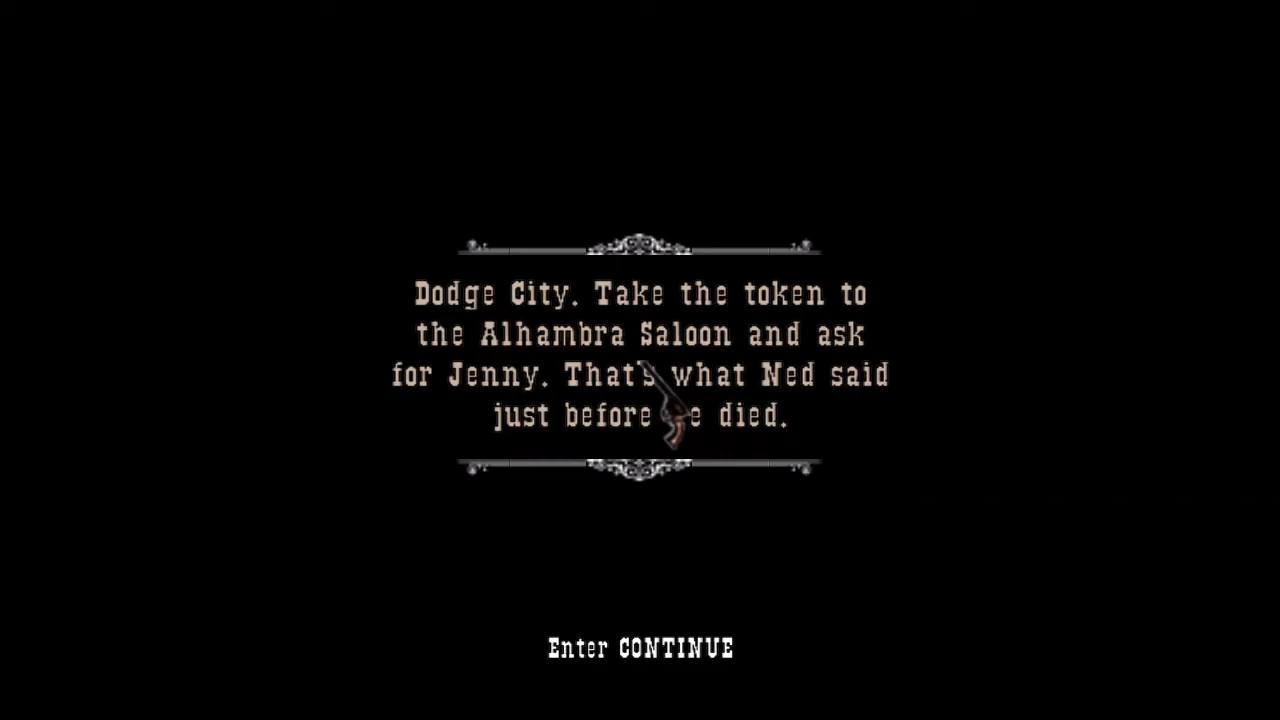 Dodge City. Take the token to
the Alhambra Saloon and ask
for Jenny. That's what Ned said
just before e died.
Enter CONTINUE